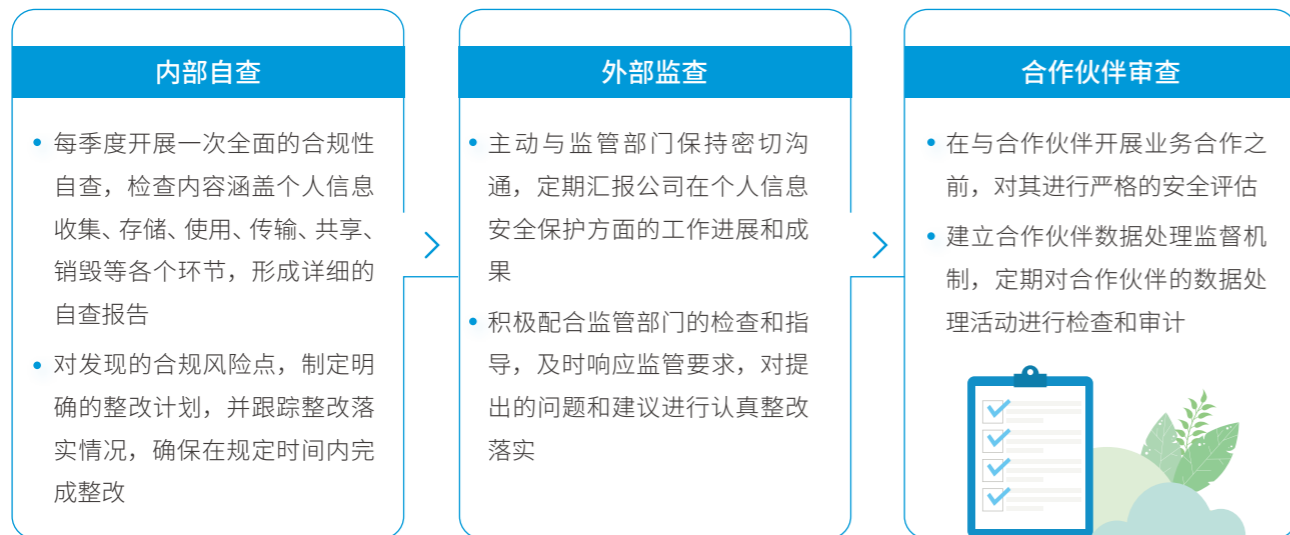 内部自查
• 每季度开展一次全面的合规性
自查，检查内容涵盖个人信息
收集、存储、使用、传输、共享、
销毁等各个环节，形成详细的
自查报告
• 对发现的合规风险点，制定明
确的整改计划，并跟踪整改落
实情况，确保在规定时间内完
成整改
外部监查
• 主动与监管部门保持密切沟
通，定期汇报公司在个人信息
安全保护方面的工作进展和成
果
• 积极配合监管部门的检查和指
导，及时响应监管要求，对提
出的问题和建议进行认真整改
落实
合作伙伴审查
• 在与合作伙伴开展业务合作之
前，对其进行严格的安全评估
• 建立合作伙伴数据处理监督机
制，定期对合作伙伴的数据处
理活动进行检查和审计